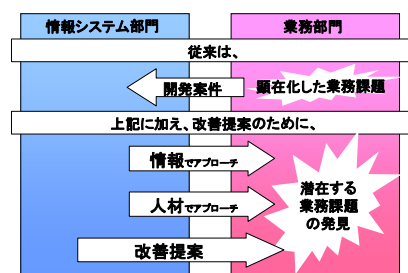 情報システム部門
業務部門
従来は、
開発案件
顕在化した業務課題
上記に加え、改善提案のために、
情報でアプローチ
人材でアプローチ
潜在する
業務課題
の発見
改善提案